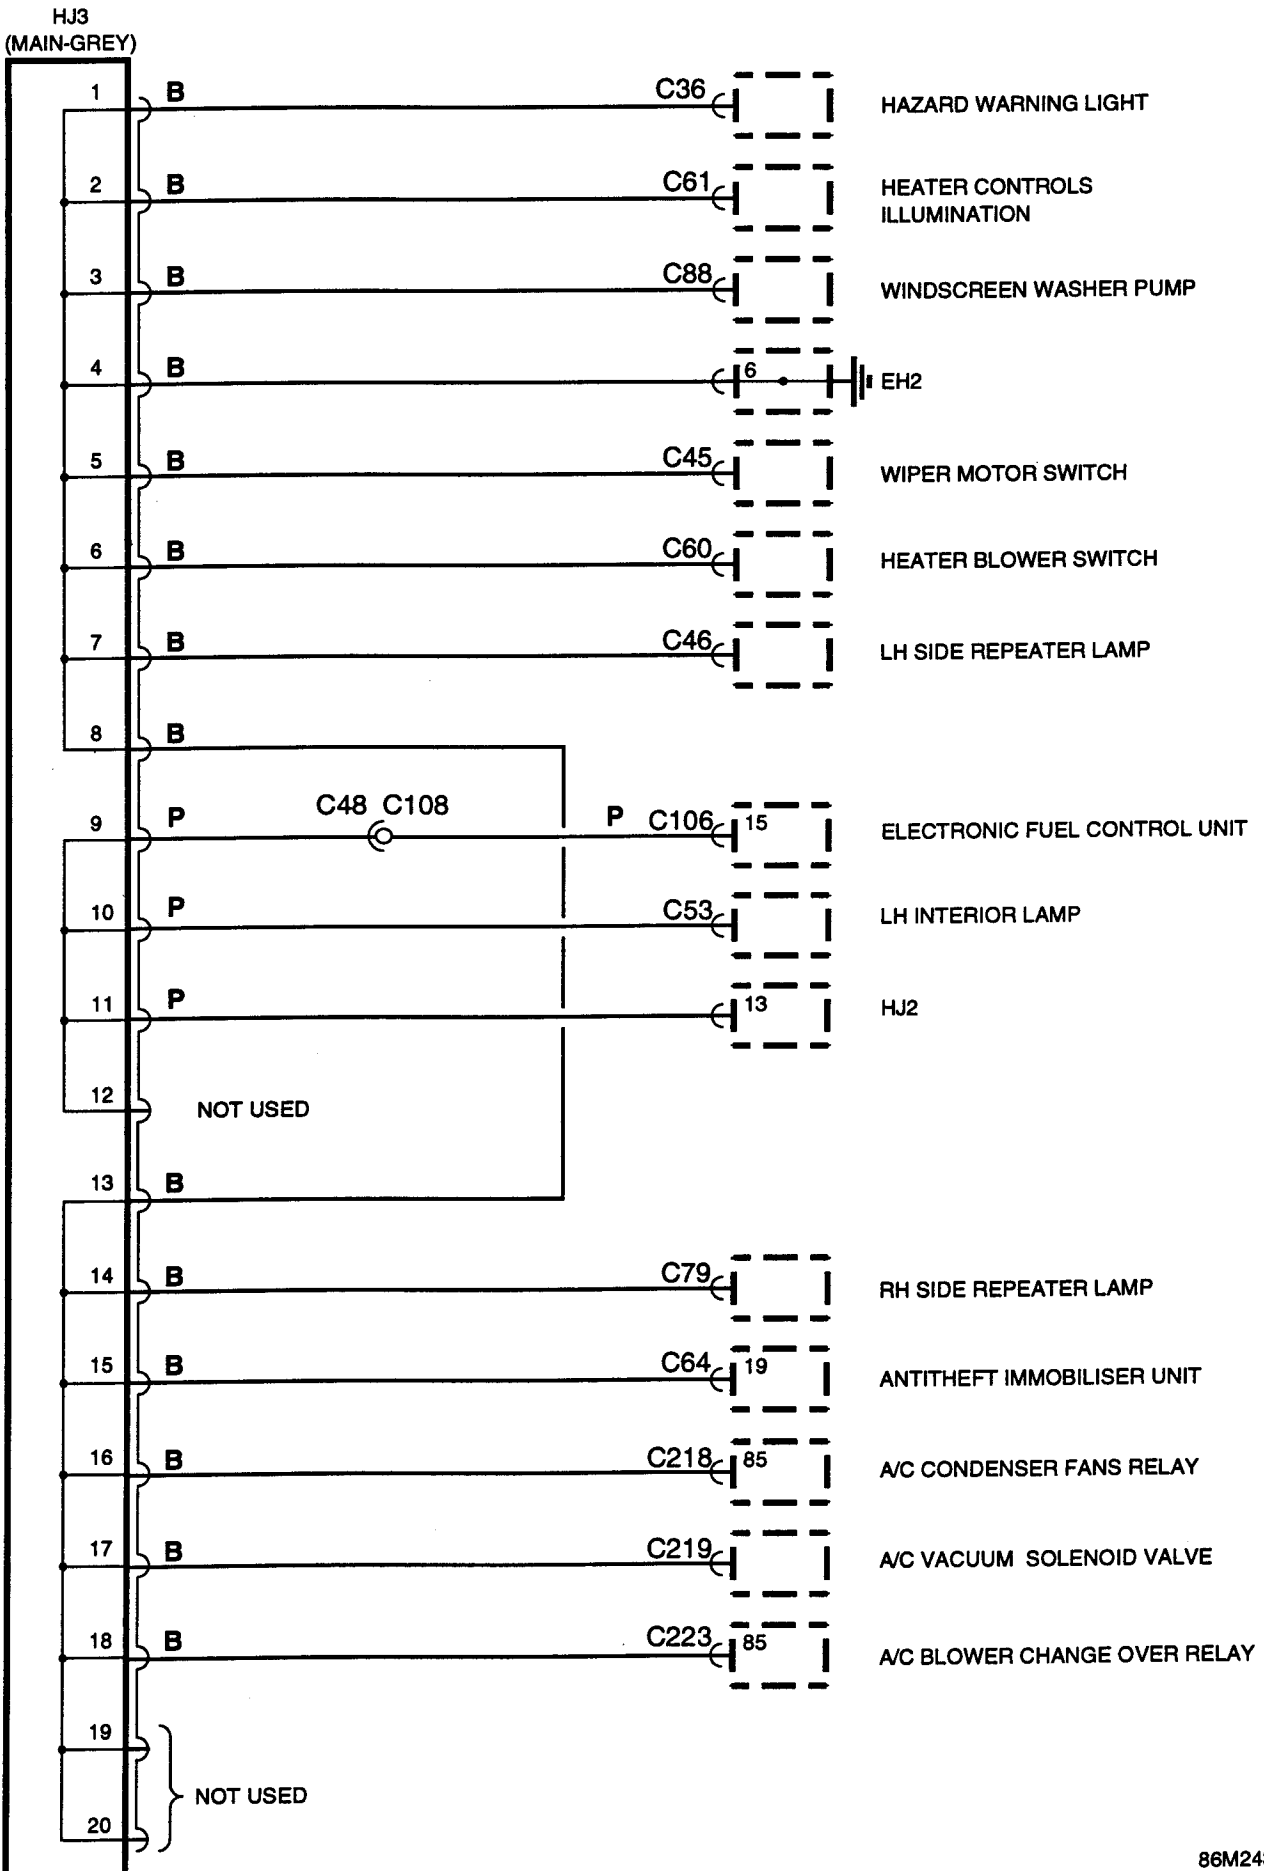 HJ3
(MAIN-GREY)
1 B C36 HAZARD WARNING LIGHT
2 B C61 HEATER CONTROLS
ILLUMINATION
3 B C88 WINDSCREEN WASHER PUMP
4 B 6 EH2
5 B C45 WIPER MOTOR SWITCH
6 B C60 HEATER BLOWER SWITCH
7 B C46 LH SIDE REPEATER LAMP
8 B
9 P C48 C108 P C106 15 ELECTRONIC FUEL CONTROL UNIT
10 P C53 LH INTERIOR LAMP
11 P 13 HJ2
12 NOT USED
13 B
14 B C79 RH SIDE REPEATER LAMP
15 B C64 19 ANTITHEFT IMMOBILISER UNIT
16 B C218 85 A/C CONDENSER FANS RELAY
17 B C219 A/C VACUUM SOLENOID VALVE
18 B C223 85 A/C BLOWER CHANGE OVER RELAY
19
NOT USED
20